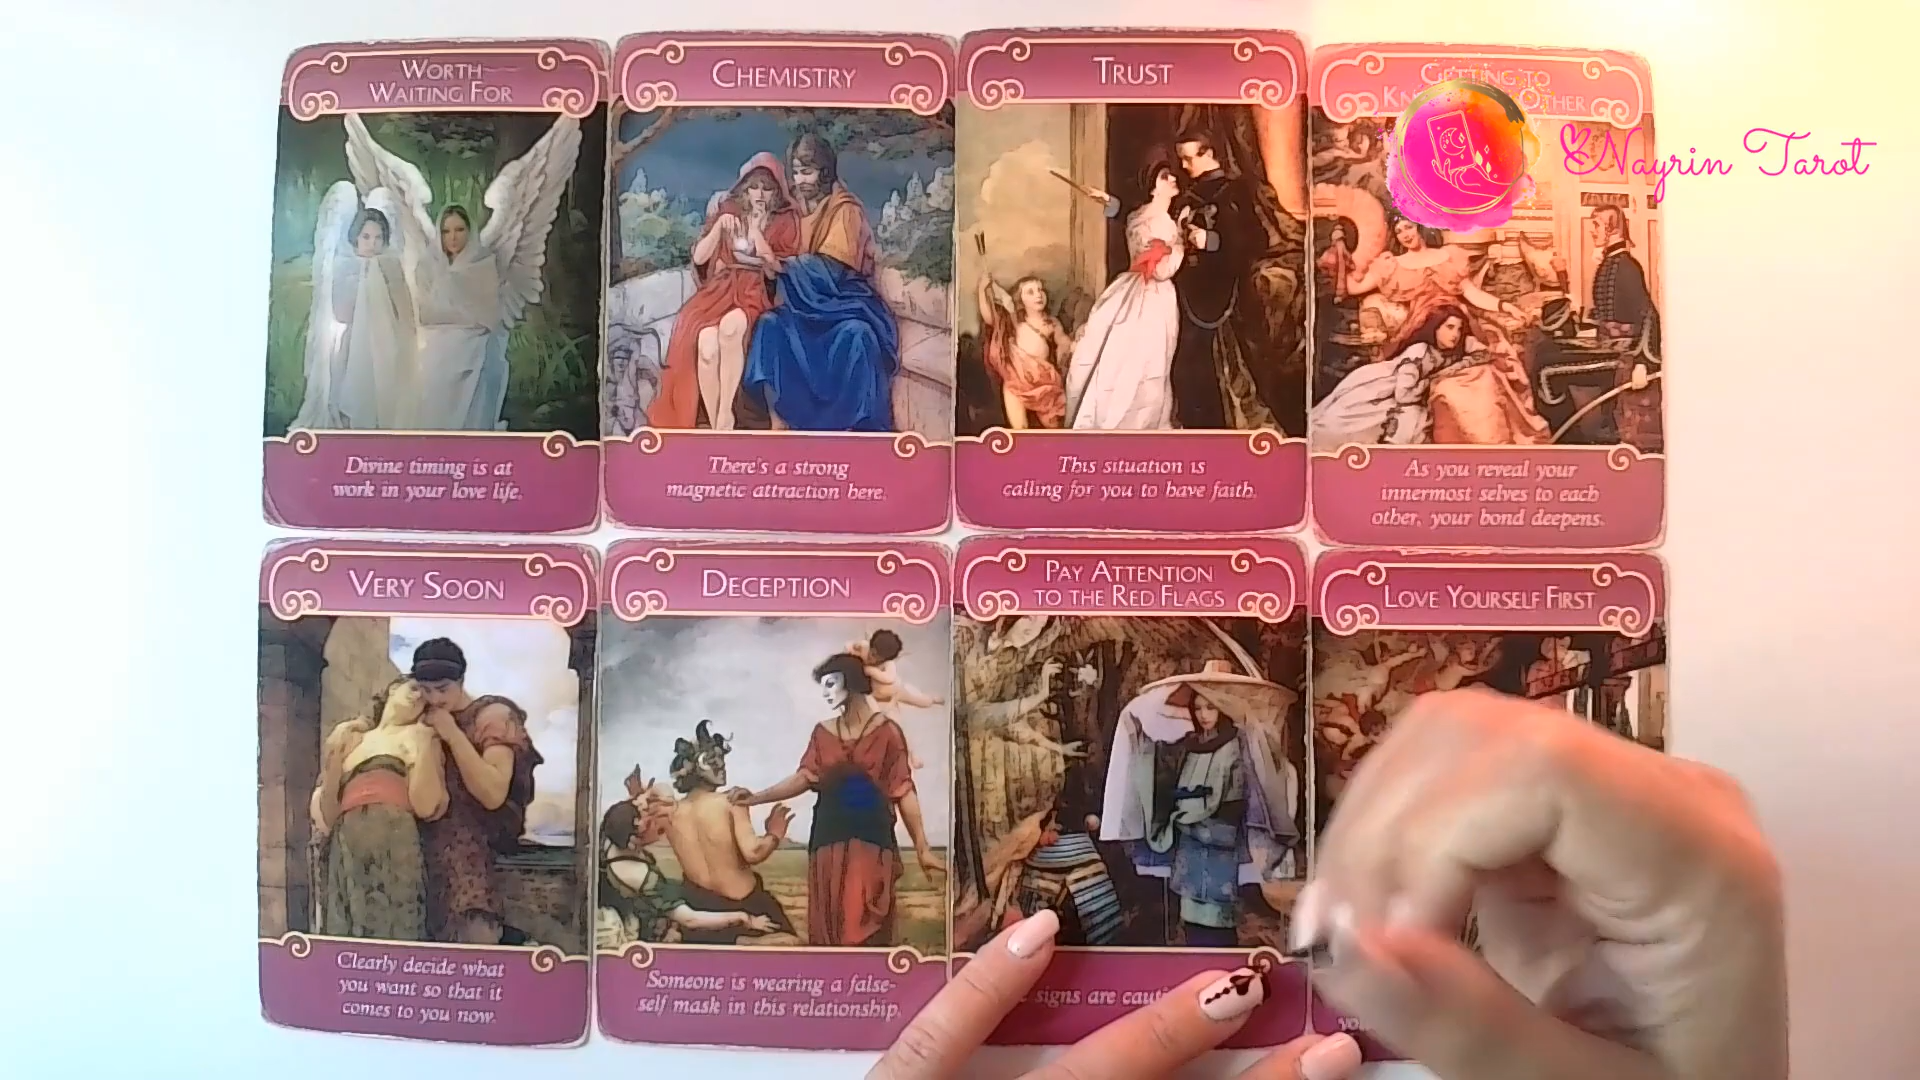 WORTH
WAITING FOR
Divine timing is at
work in your love life.
CHEMISTRY
There's a strong
magnetic attraction here.
TRUST
This situation is
calling for you to have faith.
GETTING TO
OTHER
As you reveal your
innermost selves to each
other, your bond deepens.
Nayrin Tarot
VERY SOON
Clearly decide what
you want so that it
comes to you now.
DECEPTION
Someone is wearing a false-
self mask in this relationship.
PAY ATTENTION
TO THE RED FLAGS
signs are
LOVE YOURSELF FIRST